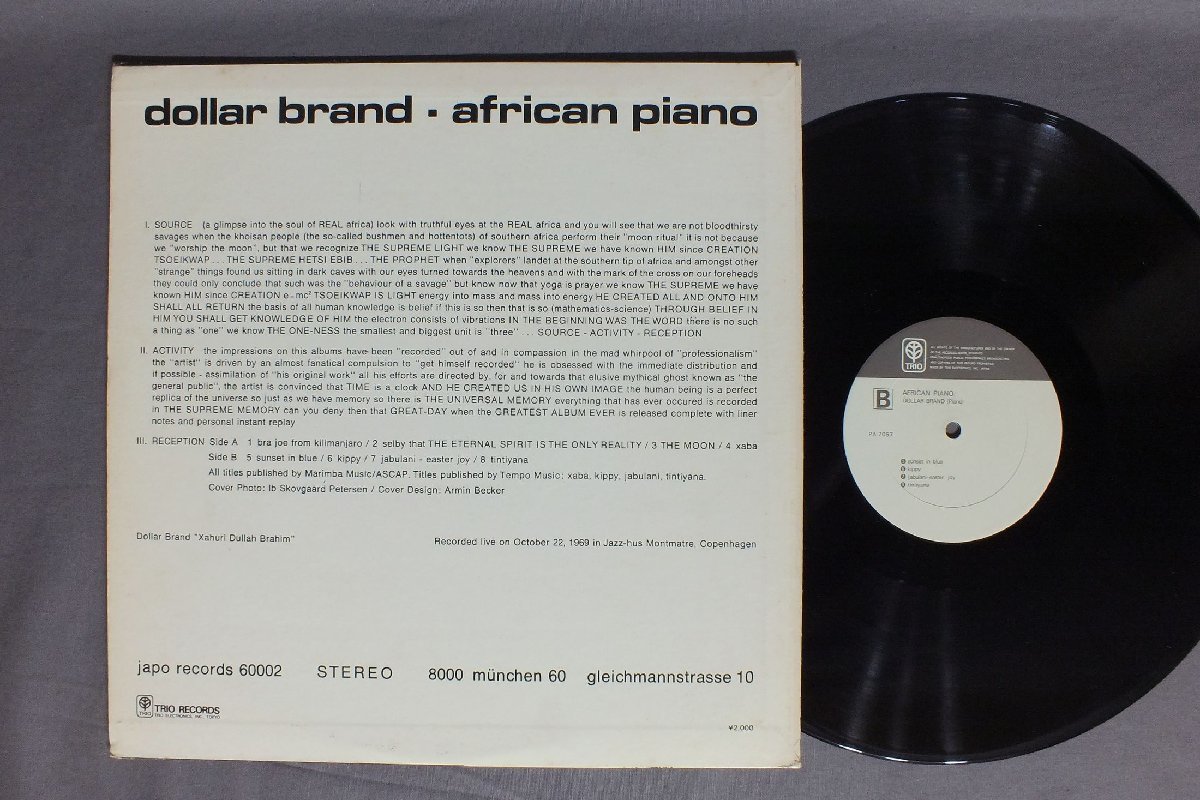 dollar brand · african piano
I. SOURCE (a glimpse into the soul of REAL africa) look with truthful eyes at the REAL africa and you will see that we are not bloodthirsty
savages when the khoisan people (the so-called bushmen and hottentots) of southern africa perform their "moon ritual" it is not because
we "worship the moon", but that we recognize THE SUPREME LIGHT we know THE SUPREME we have known HIM since CREATION
TSOEIKWAP . . . THE SUPREME HETSI EBIB . . . THE PROPHET when "explorers" landet at the southern tip of africa and amongst other
"strange" things found us sitting in dark caves with our eyes turned towards the heavens and with the mark of the cross on our foreheads
they could only conclude that such was the "behaviour of a savage" but know now that yoga is prayer we know THE SUPREME we have
known HIM since CREATION e=mc² TSOEIKWAP IS LIGHT energy into mass and mass into energy HE CREATED ALL AND ONTO HIM
SHALL ALL RETURN the basis of all human knowledge is belief if this is so then that is so (mathematics-science) THROUGH BELIEF IN
HIM YOU SHALL GET KNOWLEDGE OF HIM the electron consists of vibrations IN THE BEGINNING WAS THE WORD there is no such
a thing as "one" we know THE ONE-NESS the smallest and biggest unit is "three" . . . SOURCE - ACTIVITY - RECEPTION
II. ACTIVITY the impressions on this albums have been "recorded" out of and in compassion in the mad whirpool of "professionalism"
the "artist" is driven by an almost fanatical compulsion to "get himself recorded" he is obsessed with the immediate distribution and
if possible - assimilation of "his original work" all his efforts are directed by, for and towards that elusive mythical ghost known as "the
general public", the artist is convinced that TIME is a clock AND HE CREATED US IN HIS OWN IMAGE the human being is a perfect
replica of the universe so just as we have memory so there is THE UNIVERSAL MEMORY everything that has ever occured is recorded
in THE SUPREME MEMORY can you deny then that GREAT-DAY when the GREATEST ALBUM EVER is released complete with liner
notes and personal instant replay
III. RECEPTION Side A 1 bra joe from kilimanjaro / 2 selby that THE ETERNAL SPIRIT IS THE ONLY REALITY / 3 THE MOON / 4 xaba
Side B 5 sunset in blue / 6 kippy / 7 jabulani - easter joy / 8 tintiyana
All titles published by Marimba Music/ASCAP. Titles published by Tempo Music: xaba, kippy, jabulani, tintiyana.
Cover Photo: Ib Skovgaard Petersen / Cover Design: Armin Becker
Dollar Brand "Xahuri Dullah Brahim"
Recorded live on October 22, 1969 in Jazz-hus Montmatre, Copenhagen
japo records 60002 STEREO 8000 münchen 60 gleichmannstrasse 10
TRIO
TRIO RECORDS
TRIO ELECTRONICS, INC. TOKYO
¥2,000
TRIO
B
AFRICAN PIANO
DOLLAR BRAND (Piano)
sunset in blue
kippy
jabulani-easter joy
tintiyana